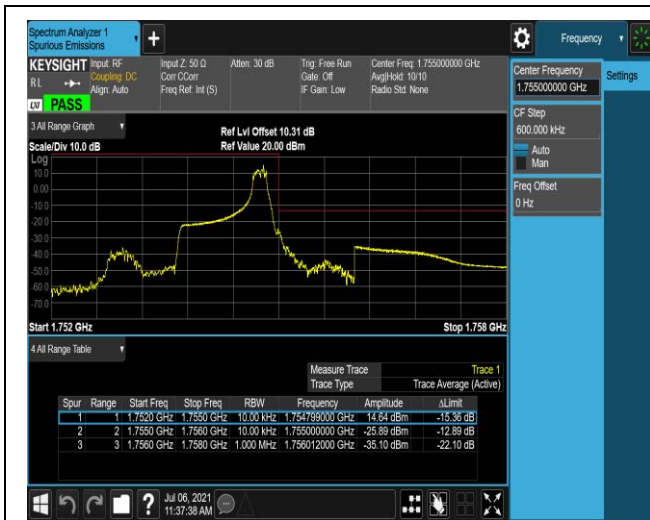 Spectrum Analyzer 1
Spurious Emissions
Frequency
KEYSIGHT Input: RF Input Z: 50 Ω Atten: 30 dB Trig: Free Run Center Freq: 1.755000000 GHz
RL Coupling: DC Corr CCorr Gate: Off Avg|Hold: 10/10
Align: Auto Freq Ref: Int (S) IF Gain: Low Radio Std: None
LXI PASS
Center Frequency
1.755000000 GHz
Settings
CF Step
600.000 kHz
Auto
Man
Freq Offset
0 Hz
3 All Range Graph
Ref Lvl Offset 10.31 dB
Scale/Div 10.0 dB Ref Value 20.00 dBm
Log
10.0
0.00
-10.0
-20.0
-30.0
-40.0
-50.0
-60.0
-70.0
Start 1.752 GHz Stop 1.758 GHz
4 All Range Table
Measure Trace Trace 1
Trace Type Trace Average (Active)
Spur Range Start Freq Stop Freq RBW Frequency Amplitude ΔLimit
1 1 1.7520 GHz 1.7550 GHz 10.00 kHz 1.754799000 GHz 14.64 dBm -15.36 dB
2 2 1.7550 GHz 1.7560 GHz 10.00 kHz 1.755000000 GHz -25.89 dBm -12.89 dB
3 3 1.7560 GHz 1.7580 GHz 1.000 MHz 1.756012000 GHz -35.10 dBm -22.10 dB
Jul 06, 2021
11:37:38 AM